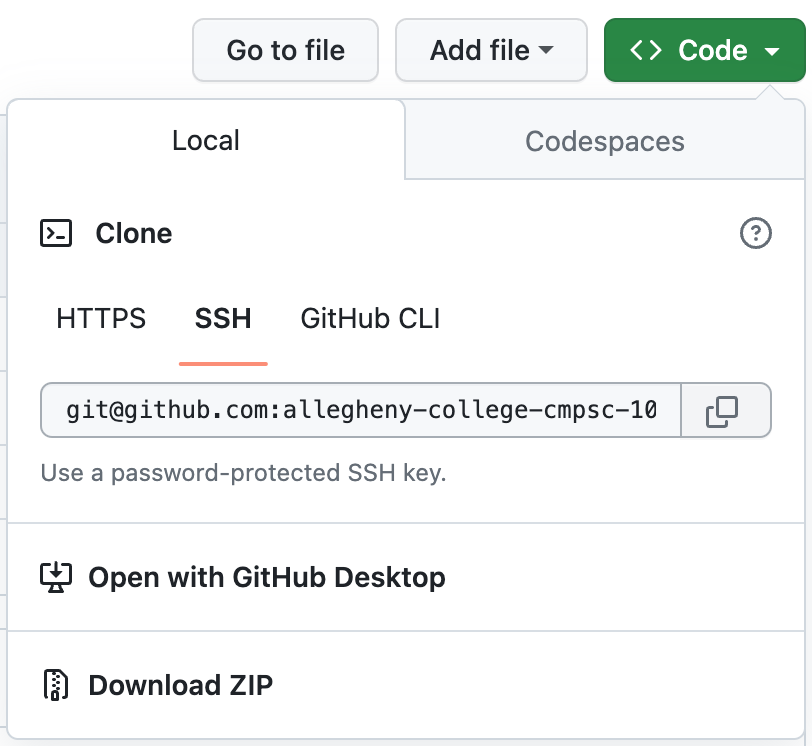 Go to file Add file Code
Local Codespaces
Clone
HTTPS SSH GitHub CLI
git@github.com:allegheny-college-cmpsc-10
Use a password-protected SSH key.
Open with GitHub Desktop
Download ZIP